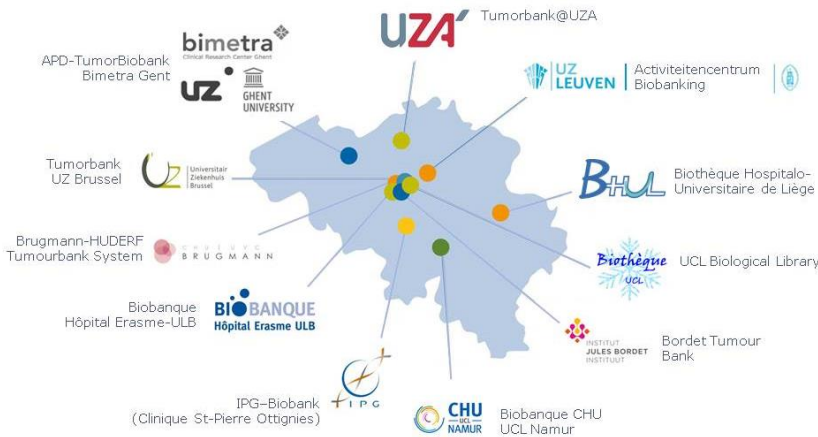 bimetra
Clinical Research Center Ghent
APD-TumorBiobank
Bimetra Gent
UZ
GHENT
UNIVERSITY
UZA'
Tumorbank@UZA
UZ
LEUVEN
Activiteitencentrum
Biobanking
Tumorbank
UZ Brussel
UZ
Universitair
Ziekenhuis
Brussel
BHUL
Biothèque Hospitalo-
Universitaire de Liège
Brugmann-HUDERF
Tumourbank System
CHU UVC
BRUGMANN
Biothèque
UCL
UCL Biological Library
Biobanque
Hôpital Erasme-ULB
BIOBANQUE
Hôpital Erasme ULB
INSTITUT
JULES BORDET
INSTITUUT
Bordet Tumour
Bank
IPG–Biobank
(Clinique St-Pierre Ottignies)
IPG
CHU
UCL
NAMUR
Biobanque CHU
UCL Namur